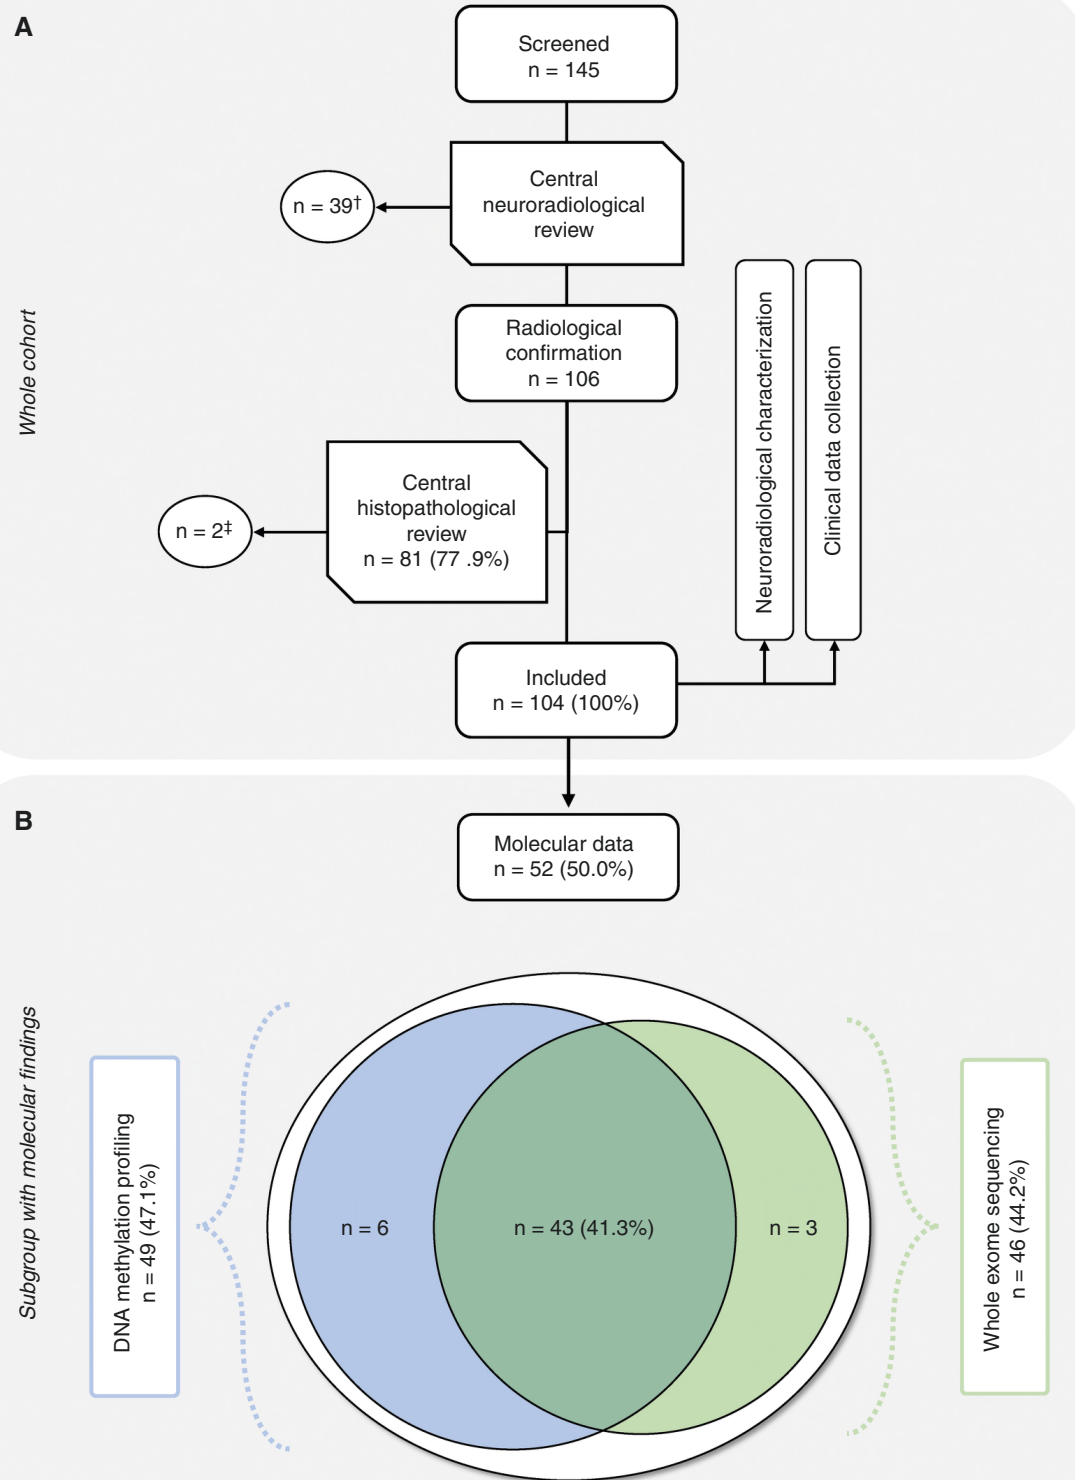 A
Screened
n = 145
Central
neuroradiological
review
n = 39†
Radiological
confirmation
n = 106
Whole cohort
Neuroradiological characterization
Clinical data collection
Central
histopathological
review
n = 81 (77 .9%)
n = 2‡
Included
n = 104 (100%)
B
Molecular data
n = 52 (50.0%)
Subgroup with molecular findings
DNA methylation profiling
n = 49 (47.1%)
n = 6
n = 43 (41.3%)
n = 3
Whole exome sequencing
n = 46 (44.2%)